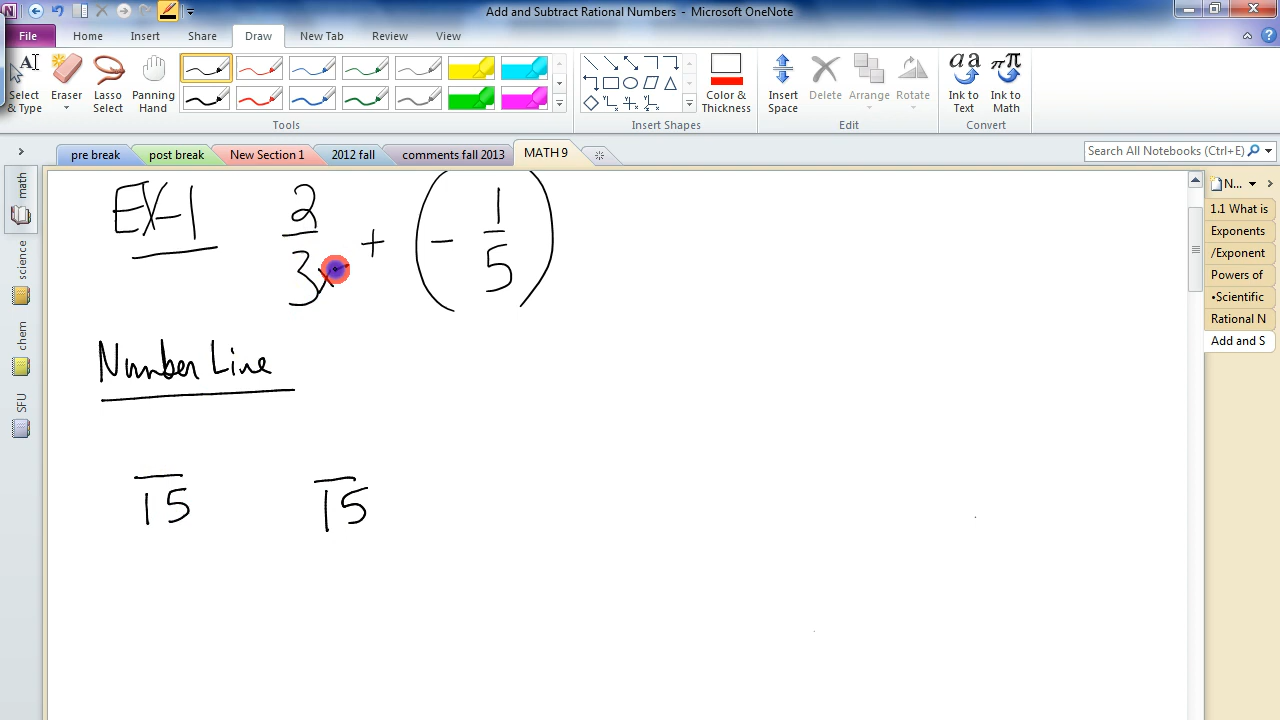 Add and Subtract Rational Numbers - Microsoft OneNote
File Home Insert Share Draw New Tab Review View
Select & Type
Eraser
Lasso Select
Panning Hand
Color & Thickness
Insert Space
Delete
Arrange
Rotate
Ink to Text
Ink to Math
Tools Insert Shapes Edit Convert
pre break post break New Section 1 2012 fall comments fall 2013 MATH 9
Search All Notebooks (Ctrl+E)
N...
math
science
chem
SFU
1.1 What is
Exponents
/Exponent
Powers of
•Scientific
Rational N
Add and S
EX-1 2/3x + (- 1/5)
Number Line
15 15